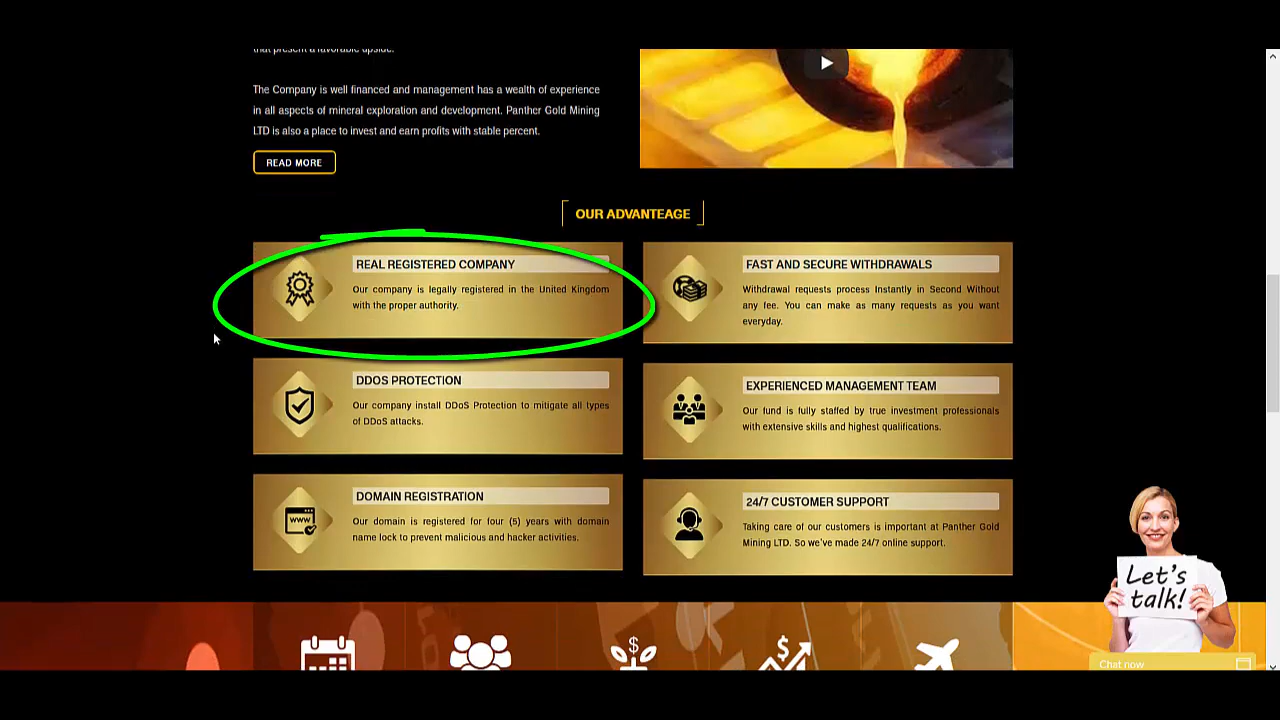 that present a favorable upside.
The Company is well financed and management has a wealth of experience
in all aspects of mineral exploration and development. Panther Gold Mining
LTD is also a place to invest and earn profits with stable percent.
READ MORE
OUR ADVANTEAGE
REAL REGISTERED COMPANY
Our company is legally registered in the United Kingdom
with the proper authority.
FAST AND SECURE WITHDRAWALS
Withdrawal requests process Instantly in Second Without
any fee. You can make as many requests as you want
everyday.
DDOS PROTECTION
Our company install DDoS Protection to mitigate all types
of DDoS attacks.
EXPERIENCED MANAGEMENT TEAM
Our fund is fully staffed by true investment professionals
with extensive skills and highest qualifications.
DOMAIN REGISTRATION
www
Our domain is registered for four (5) years with domain
name lock to prevent malicious and hacker activities.
24/7 CUSTOMER SUPPORT
Taking care of our customers is important at Panther Gold
Mining LTD. So we've made 24/7 online support.
Let's
talk!
Chat now